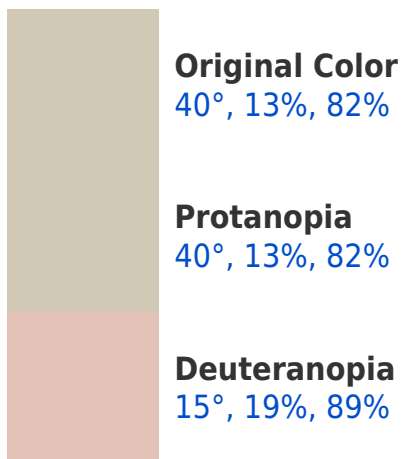 Original Color
40°, 13%, 82%
Protanopia
40°, 13%, 82%
Deuteranopia
15°, 19%, 89%